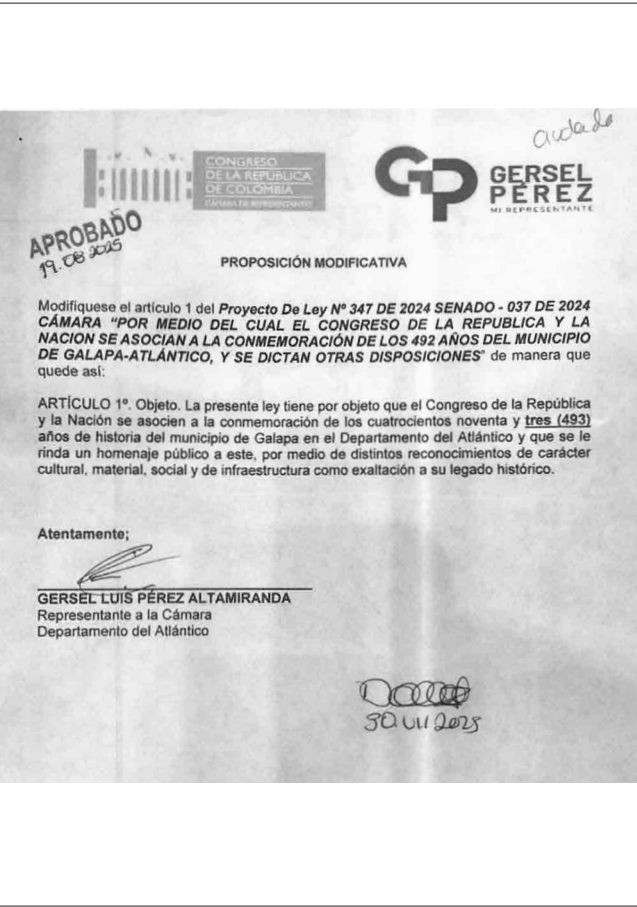 avalada
CONGRESO
DE LA REPÚBLICA
DE COLOMBIA
CÁMARA DE REPRESENTANTES
GP GERSEL
PÉREZ
MI REPRESENTANTE
APROBADO
19.08 2025
PROPOSICIÓN MODIFICATIVA
Modifiquese el artículo 1 del Proyecto De Ley Nº 347 DE 2024 SENADO - 037 DE 2024
CÁMARA "POR MEDIO DEL CUAL EL CONGRESO DE LA REPUBLICA Y LA
NACION SE ASOCIAN A LA CONMEMORACIÓN DE LOS 492 AÑOS DEL MUNICIPIO
DE GALAPA-ATLÁNTICO, Y SE DICTAN OTRAS DISPOSICIONES" de manera que
quede así:
ARTÍCULO 1º. Objeto. La presente ley tiene por objeto que el Congreso de la República
y la Nación se asocien a la conmemoración de los cuatrocientos noventa y tres (493)
años de historia del municipio de Galapa en el Departamento del Atlántico y que se le
rinda un homenaje público a este, por medio de distintos reconocimientos de carácter
cultural, material, social y de infraestructura como exaltación a su legado histórico.
Atentamente;
GERSEL LUIS PÉREZ ALTAMIRANDA
Representante a la Cámara
Departamento del Atlántico
30 VII 2025